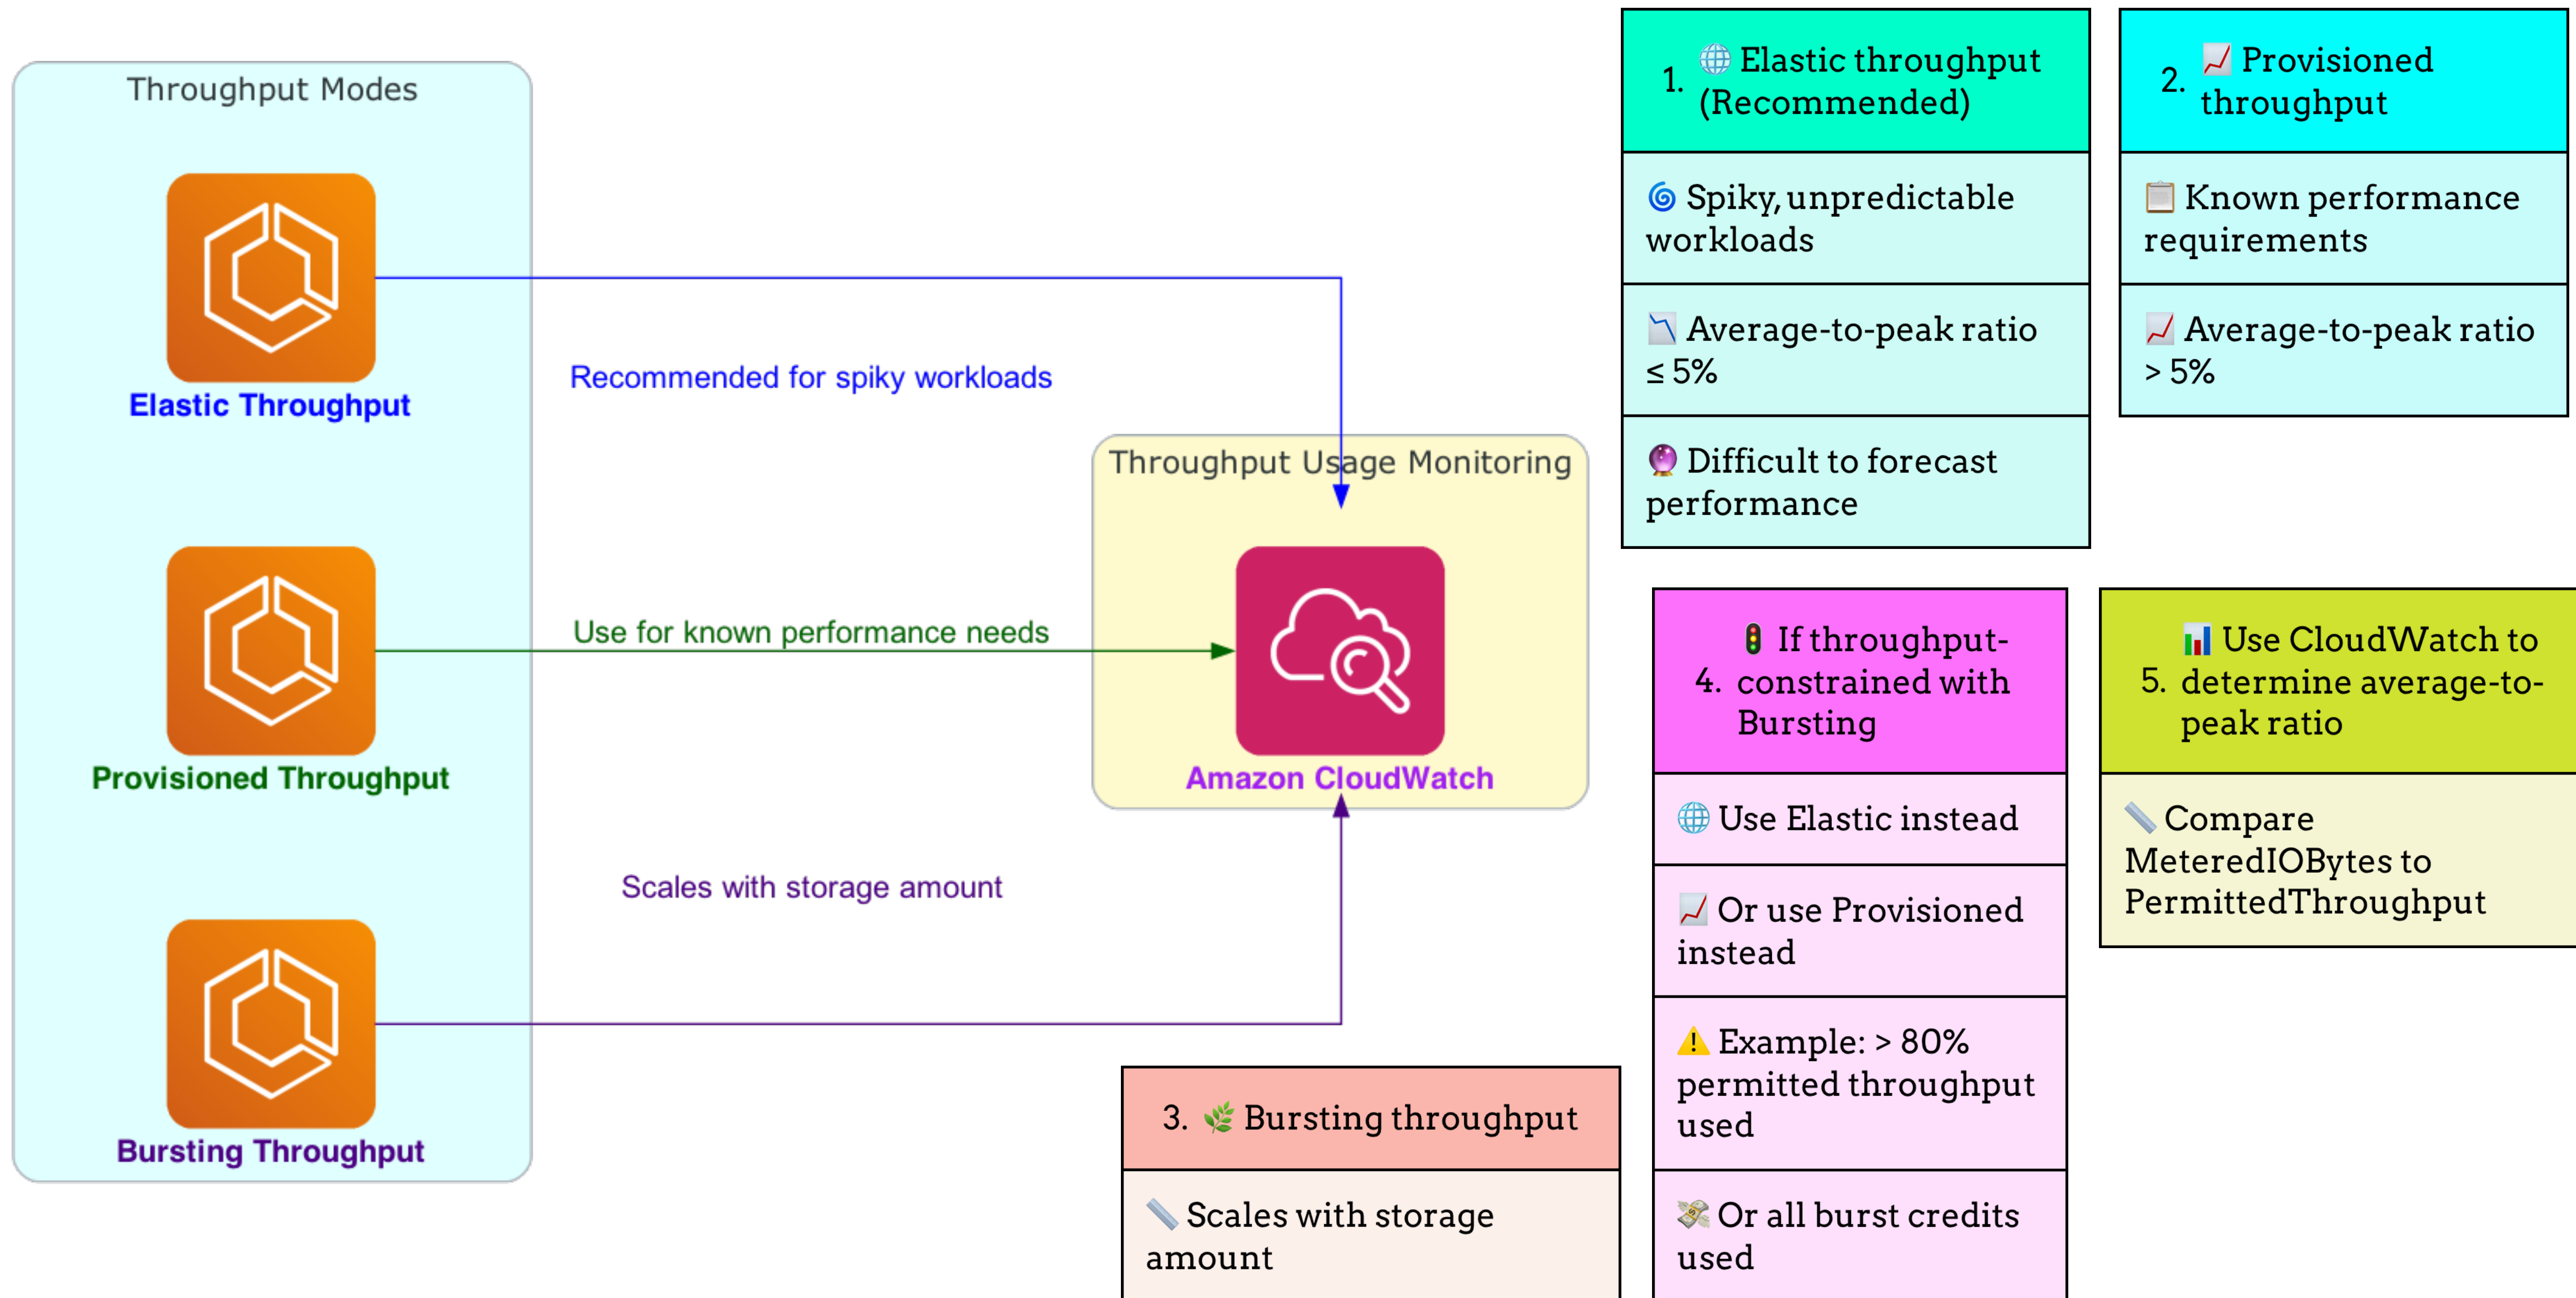 Throughput Modes
Elastic Throughput
Provisioned Throughput
Bursting Throughput
Recommended for spiky workloads
Use for known performance needs
Scales with storage amount
Throughput Usage Monitoring
Amazon CloudWatch
1. 🌐 Elastic throughput
(Recommended)
🌀 Spiky, unpredictable
workloads
📉 Average-to-peak ratio
≤ 5%
🔮 Difficult to forecast
performance
2. 📈 Provisioned
throughput
📋 Known performance
requirements
📈 Average-to-peak ratio
> 5%
3. 🌿 Bursting throughput
📏 Scales with storage
amount
4. 🚦 If throughput-
constrained with
Bursting
🌐 Use Elastic instead
📈 Or use Provisioned
instead
⚠️ Example: > 80%
permitted throughput
used
💸 Or all burst credits
used
5. 📊 Use CloudWatch to
determine average-to-
peak ratio
📏 Compare
MeteredIOBytes to
PermittedThroughput